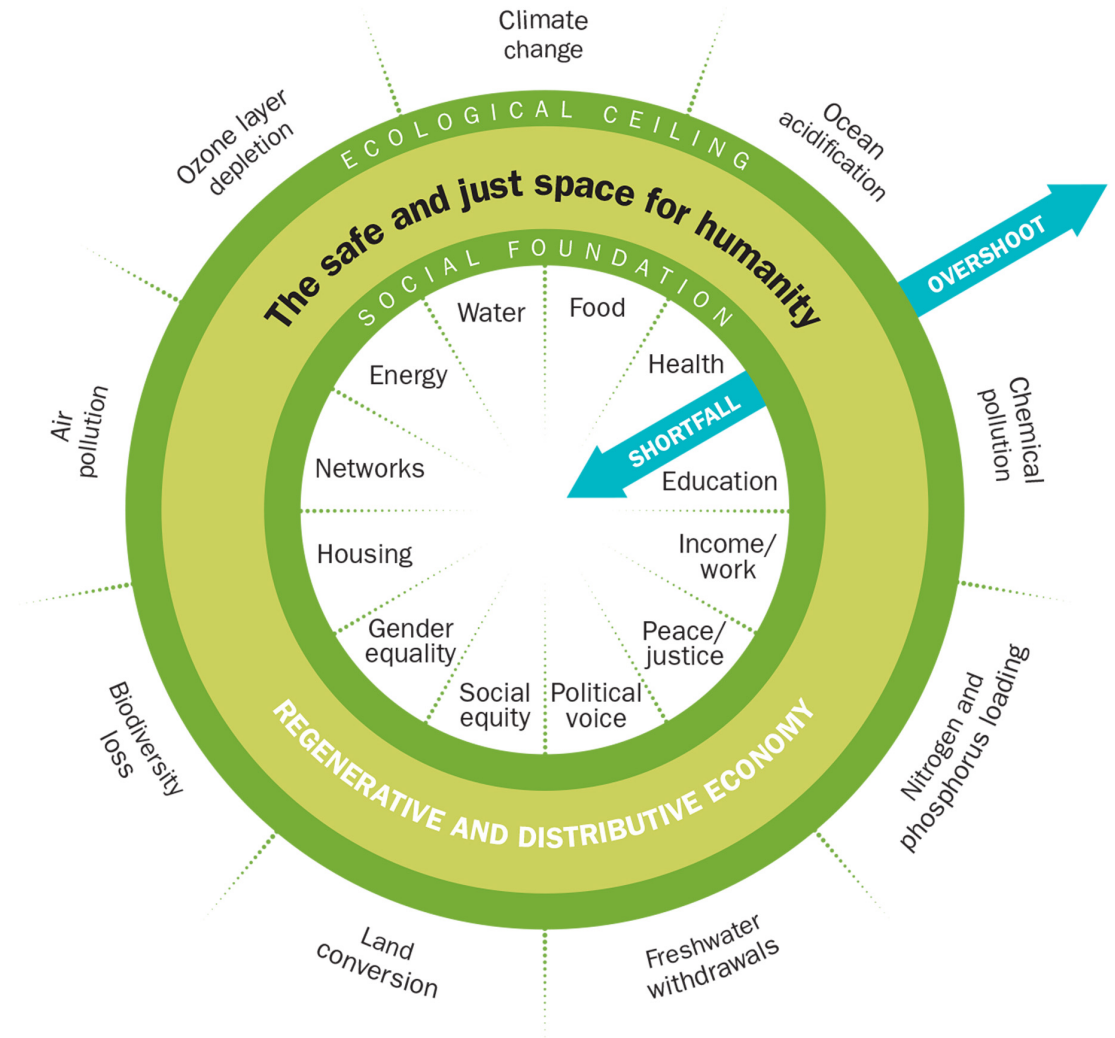 Climate
change
Ocean
acidification
OVERSHOOT
Chemical
pollution
Nitrogen and
phosphorus loading
Freshwater
withdrawals
Land
conversion
Biodiversity
loss
Air
pollution
Ozone layer
depletion
ECOLOGICAL CEILING
The safe and just space for humanity
SOCIAL FOUNDATION
Water
Food
Health
SHORTFALL
Education
Income/
work
Peace/
justice
Political
voice
Social
equity
Gender
equality
Housing
Networks
Energy
REGENERATIVE AND DISTRIBUTIVE ECONOMY